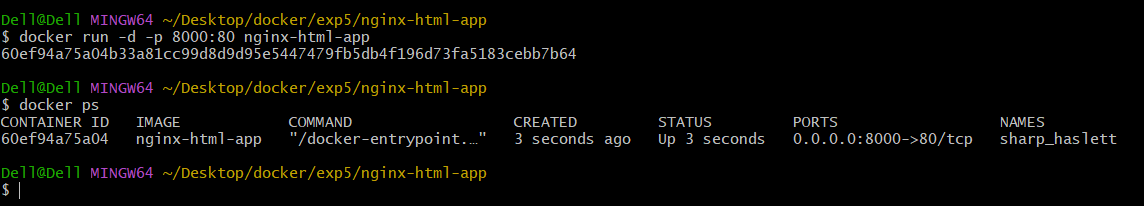 Dell@Dell MINGW64 ~/Desktop/docker/exp5/nginx-html-app
$ docker run -d -p 8000:80 nginx-html-app
60ef94a75a04b33a81cc99d8d9d95e5447479fb5db4f196d73fa5183cebb7b64
Dell@Dell MINGW64 ~/Desktop/docker/exp5/nginx-html-app
$ docker ps
CONTAINER ID   IMAGE            COMMAND                  CREATED         STATUS         PORTS                  NAMES
60ef94a75a04   nginx-html-app   "/docker-entrypoint.…"   3 seconds ago   Up 3 seconds   0.0.0.0:8000->80/tcp   sharp_haslett
Dell@Dell MINGW64 ~/Desktop/docker/exp5/nginx-html-app
$